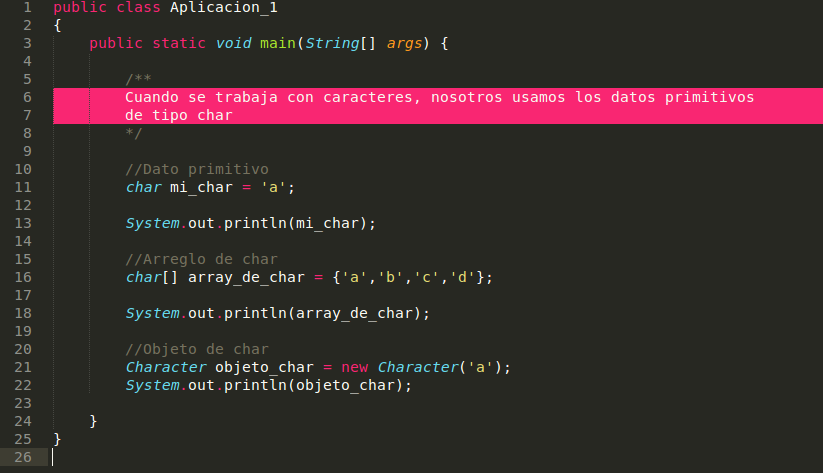 1 public class Aplicacion_1
2 {
3 public static void main(String[] args) {
4
5 /**
6 Cuando se trabaja con caracteres, nosotros usamos los datos primitivos
7 de tipo char
8 */
9
10 //Dato primitivo
11 char mi_char = 'a';
12
13 System.out.println(mi_char);
14
15 //Arreglo de char
16 char[] array_de_char = {'a','b','c','d'};
17
18 System.out.println(array_de_char);
19
20 //Objeto de char
21 Character objeto_char = new Character('a');
22 System.out.println(objeto_char);
23
24 }
25 }
26